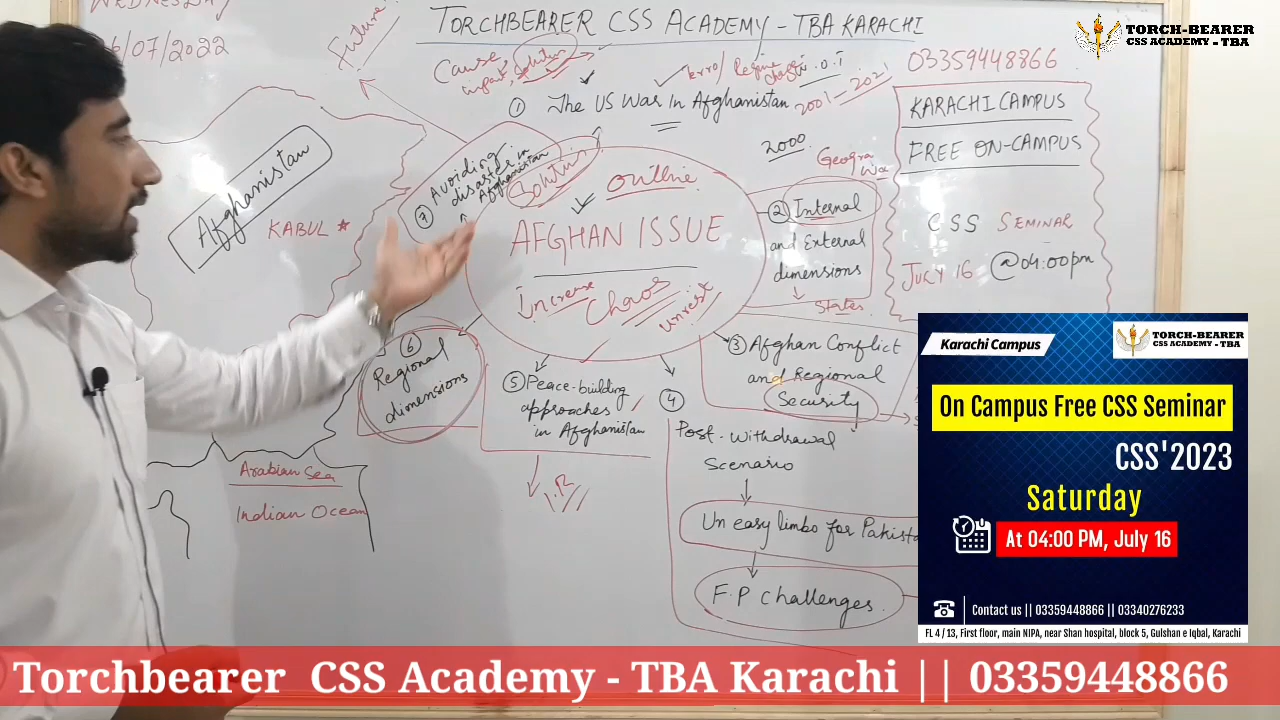 WEDNESDAY
6/07/2022
TORCHBEARER CSS ACADEMY - TBA KARACHI
TORCH-BEARER
CSS ACADEMY - TBA
03359448866
Future
Cause
Solution
① The US War in Afghanistan
2001 - 2021
2000
Afghanistan
KABUL ★
⑦ Avoiding
disaster in
Afghanistan
Solution
outline
AFGHAN ISSUE
Increase
Chaos
unrest
② Internal
and External
dimensions
States
KARACHI CAMPUS
FREE ON-CAMPUS
CSS SEMINAR
JULY 16 @04:00pm
③ Afghan Conflict
and Regional
Security
④
Post-Withdrawal
Scenario
Uneasy limbo for Pakista
F.P challenges.
⑤ Peace-building
approaches
in Afghanistan
I.R
⑥
Regional
dimensions
Arabian Sea
Indian Ocean
Karachi Campus
TORCH-BEARER
CSS ACADEMY - TBA
On Campus Free CSS Seminar
CSS'2023
Saturday
At 04:00 PM, July 16
Contact us || 03359448866 || 03340276233
FL 4 / 13, First floor, main NIPA, near Shan hospital, block 5, Gulshan e Iqbal, Karachi
Torchbearer CSS Academy - TBA Karachi || 03359448866